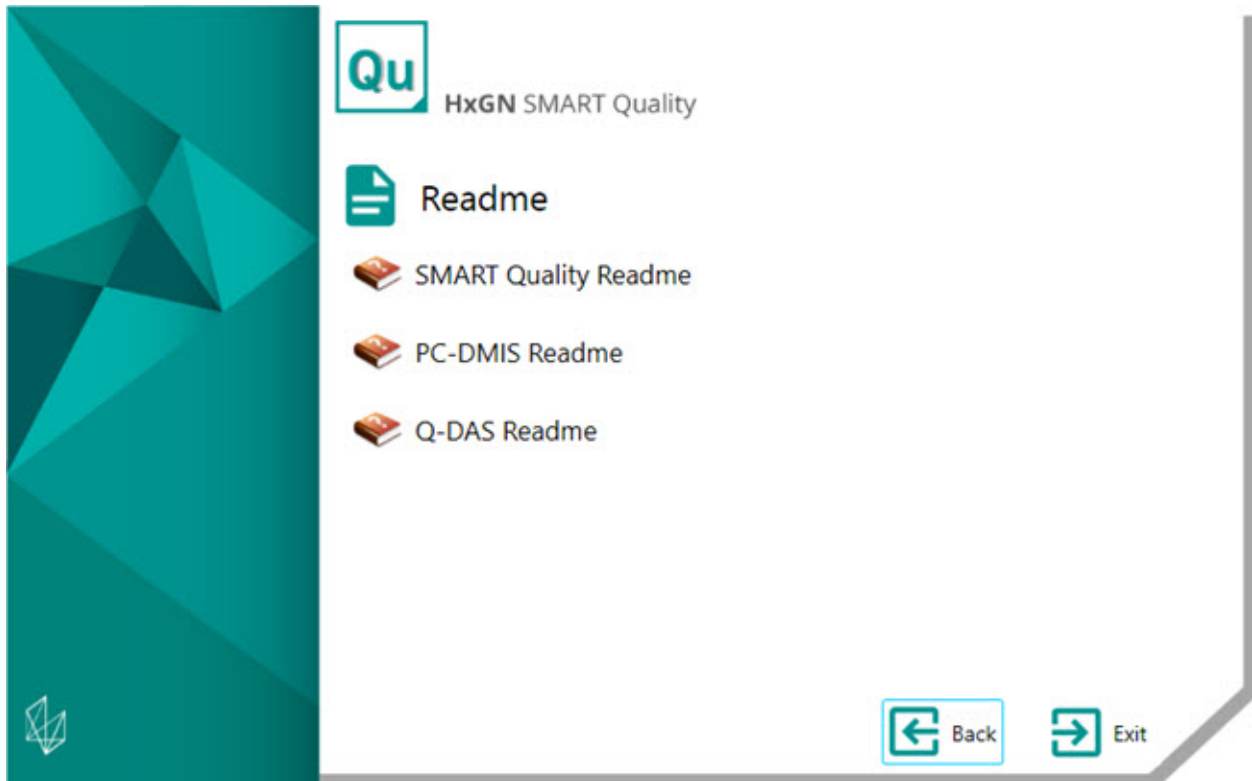 Qu
HxGN SMART Quality
Readme
SMART Quality Readme
PC-DMIS Readme
Q-DAS Readme
Back
Exit